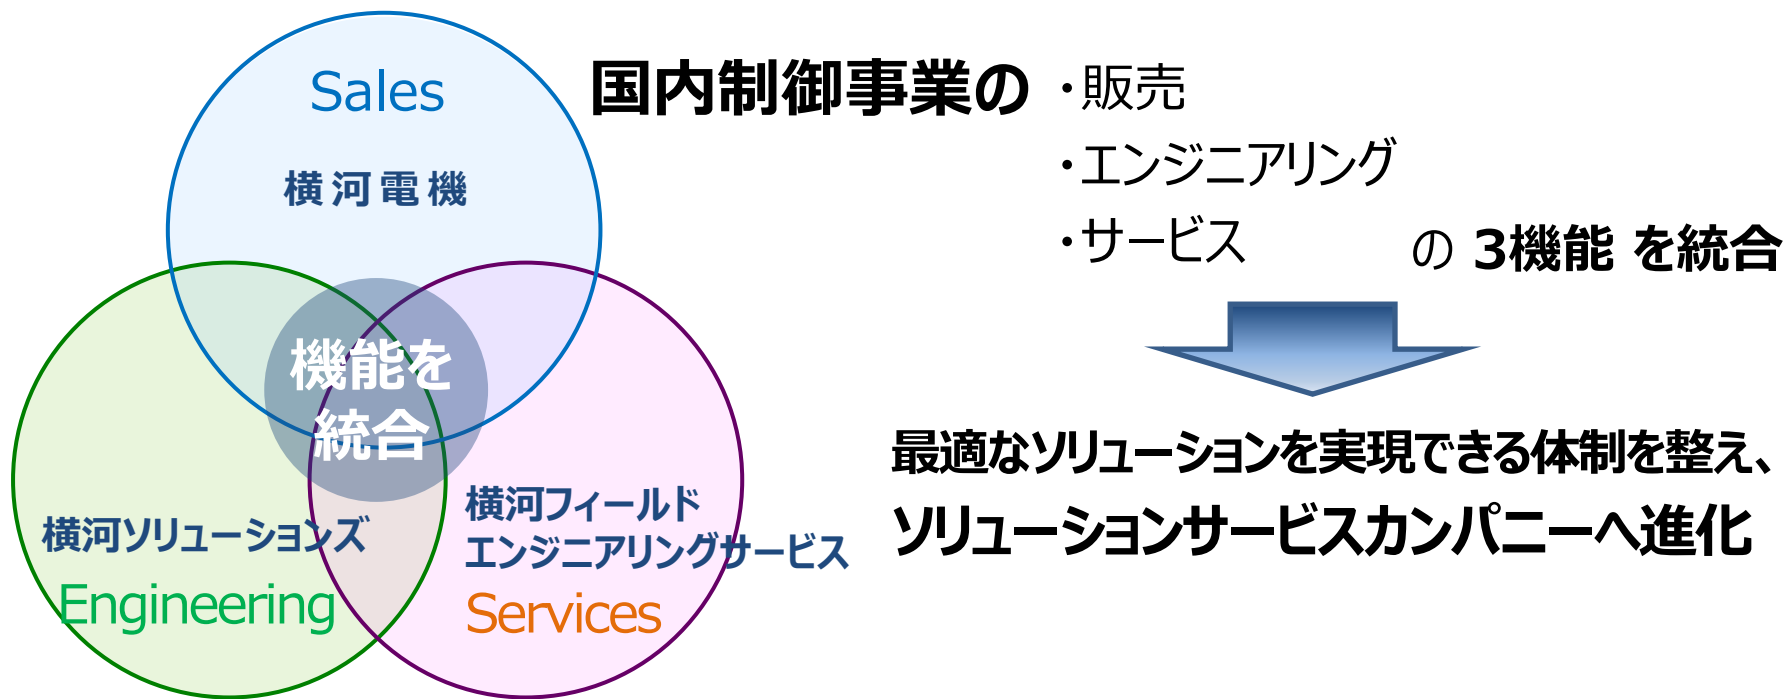 Sales
横河電機
機能を
統合
横河ソリューションズ
Engineering
横河フィールド
エンジニアリングサービス
Services
国内制御事業の
・販売
・エンジニアリング
・サービス
の 3機能 を統合
最適なソリューションを実現できる体制を整え、
ソリューションサービスカンパニーへ進化